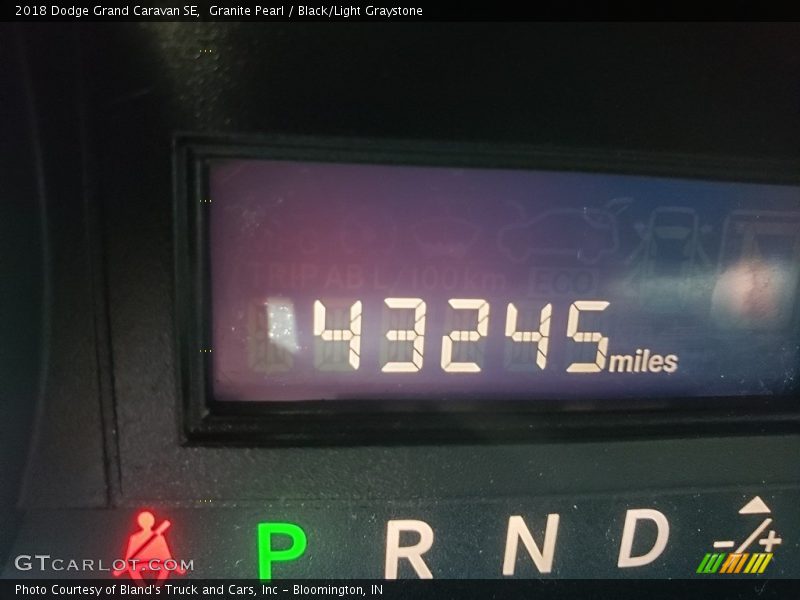 2018 Dodge Grand Caravan SE,  Granite Pearl / Black/Light Graystone
TRIP AB L/100km ECO
43245 miles
P R N D - / +
GTCARLOT.COM
Photo Courtesy of Bland's Truck and Cars, Inc - Bloomington, IN